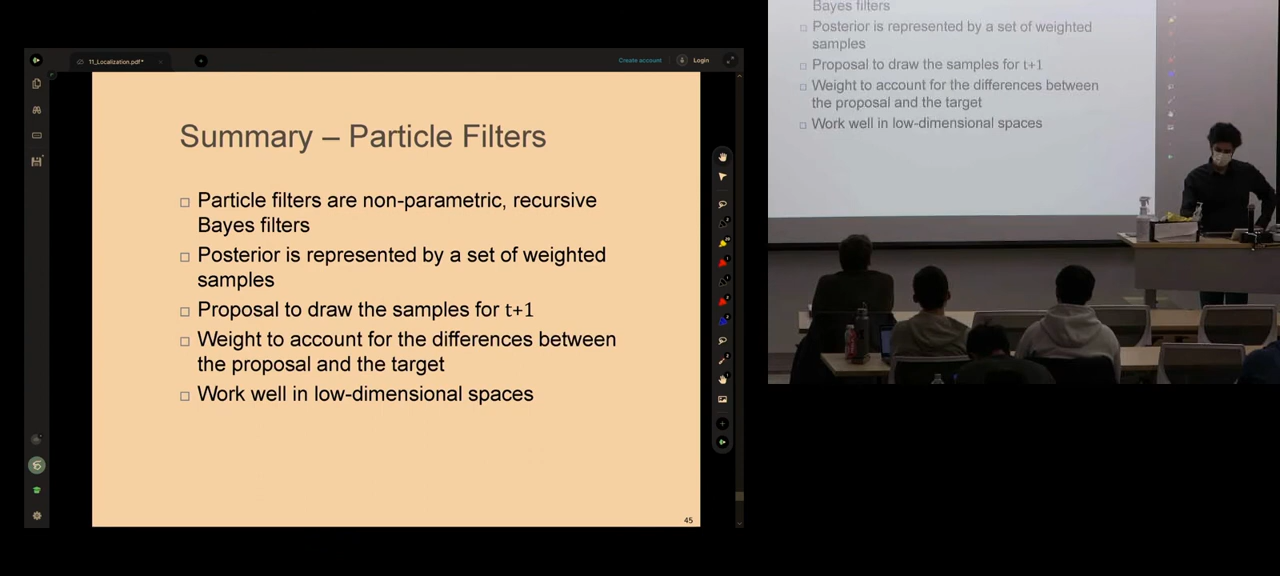 11_Localization.pdf*
Create account
Login
Summary – Particle Filters
Particle filters are non-parametric, recursive
Bayes filters
Posterior is represented by a set of weighted
samples
Proposal to draw the samples for t+1
Weight to account for the differences between
the proposal and the target
Work well in low-dimensional spaces
45
Bayes filters
Posterior is represented by a set of weighted
samples
Proposal to draw the samples for t+1
Weight to account for the differences between
the proposal and the target
Work well in low-dimensional spaces